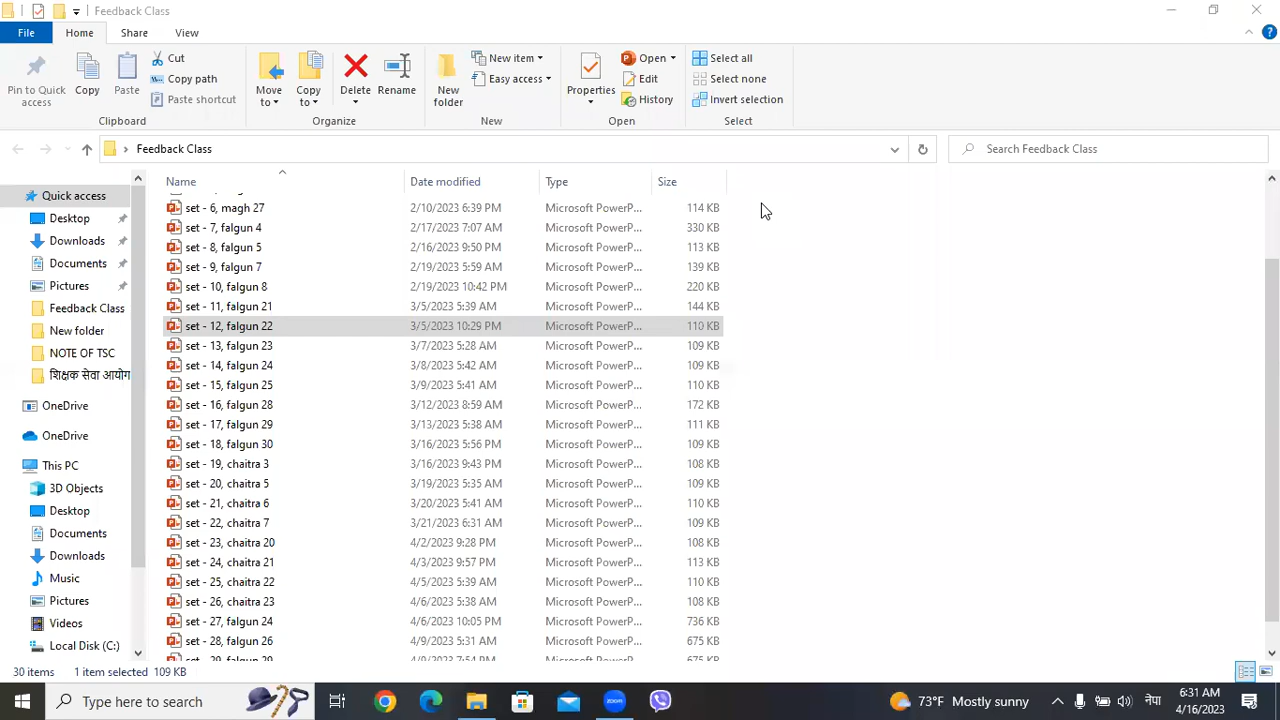 Feedback Class
File Home Share View
Pin to Quick access
Copy
Paste
Cut
Copy path
Paste shortcut
Clipboard
Move to
Copy to
Delete
Rename
Organize
New folder
New item
Easy access
New
Properties
Open
Edit
History
Open
Select all
Select none
Invert selection
Select
Feedback Class
Search Feedback Class
Name Date modified Type Size
Quick access
Desktop
Downloads
Documents
Pictures
Feedback Class
New folder
NOTE OF TSC
शिक्षक सेवा आयोग
OneDrive
OneDrive
This PC
3D Objects
Desktop
Documents
Downloads
Music
Pictures
Videos
Local Disk (C:)
set - 6, magh 27 2/10/2023 6:39 PM Microsoft PowerP... 114 KB
set - 7, falgun 4 2/17/2023 7:07 AM Microsoft PowerP... 330 KB
set - 8, falgun 5 2/16/2023 9:50 PM Microsoft PowerP... 113 KB
set - 9, falgun 7 2/19/2023 5:59 AM Microsoft PowerP... 139 KB
set - 10, falgun 8 2/19/2023 10:42 PM Microsoft PowerP... 220 KB
set - 11, falgun 21 3/5/2023 5:39 AM Microsoft PowerP... 144 KB
set - 12, falgun 22 3/5/2023 10:29 PM Microsoft PowerP... 110 KB
set - 13, falgun 23 3/7/2023 5:28 AM Microsoft PowerP... 109 KB
set - 14, falgun 24 3/8/2023 5:42 AM Microsoft PowerP... 109 KB
set - 15, falgun 25 3/9/2023 5:41 AM Microsoft PowerP... 110 KB
set - 16, falgun 28 3/12/2023 8:59 AM Microsoft PowerP... 172 KB
set - 17, falgun 29 3/13/2023 5:38 AM Microsoft PowerP... 111 KB
set - 18, falgun 30 3/16/2023 5:56 PM Microsoft PowerP... 109 KB
set - 19, chaitra 3 3/16/2023 9:43 PM Microsoft PowerP... 108 KB
set - 20, chaitra 5 3/19/2023 5:35 AM Microsoft PowerP... 109 KB
set - 21, chaitra 6 3/20/2023 5:41 AM Microsoft PowerP... 110 KB
set - 22, chaitra 7 3/21/2023 6:31 AM Microsoft PowerP... 109 KB
set - 23, chaitra 20 4/2/2023 9:28 PM Microsoft PowerP... 108 KB
set - 24, chaitra 21 4/3/2023 9:57 PM Microsoft PowerP... 113 KB
set - 25, chaitra 22 4/5/2023 5:39 AM Microsoft PowerP... 110 KB
set - 26, chaitra 23 4/6/2023 5:38 AM Microsoft PowerP... 108 KB
set - 27, falgun 24 4/6/2023 10:05 PM Microsoft PowerP... 736 KB
set - 28, falgun 26 4/9/2023 5:31 AM Microsoft PowerP... 675 KB
30 items 1 item selected 109 KB
Type here to search
zoom
73°F Mostly sunny
नेपा
6:31 AM
4/16/2023